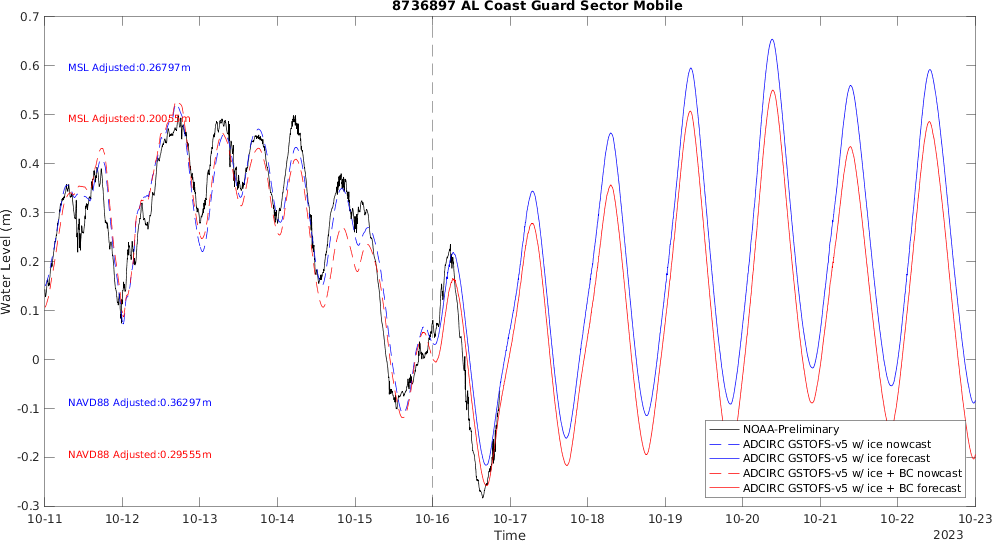 8736897 AL Coast Guard Sector Mobile
0.7
0.6
0.5
0.4
0.3
0.2
0.1
0
-0.1
-0.2
-0.3
Water Level (m)
MSL Adjusted:0.26797m
MSL Adjusted:0.20055m
NAVD88 Adjusted:0.36297m
NAVD88 Adjusted:0.29555m
NOAA-Preliminary
ADCIRC GSTOFS-v5 w/ ice nowcast
ADCIRC GSTOFS-v5 w/ ice forecast
ADCIRC GSTOFS-v5 w/ ice + BC nowcast
ADCIRC GSTOFS-v5 w/ ice + BC forecast
10-11 10-12 10-13 10-14 10-15 10-16 10-17 10-18 10-19 10-20 10-21 10-22 10-23
Time
2023